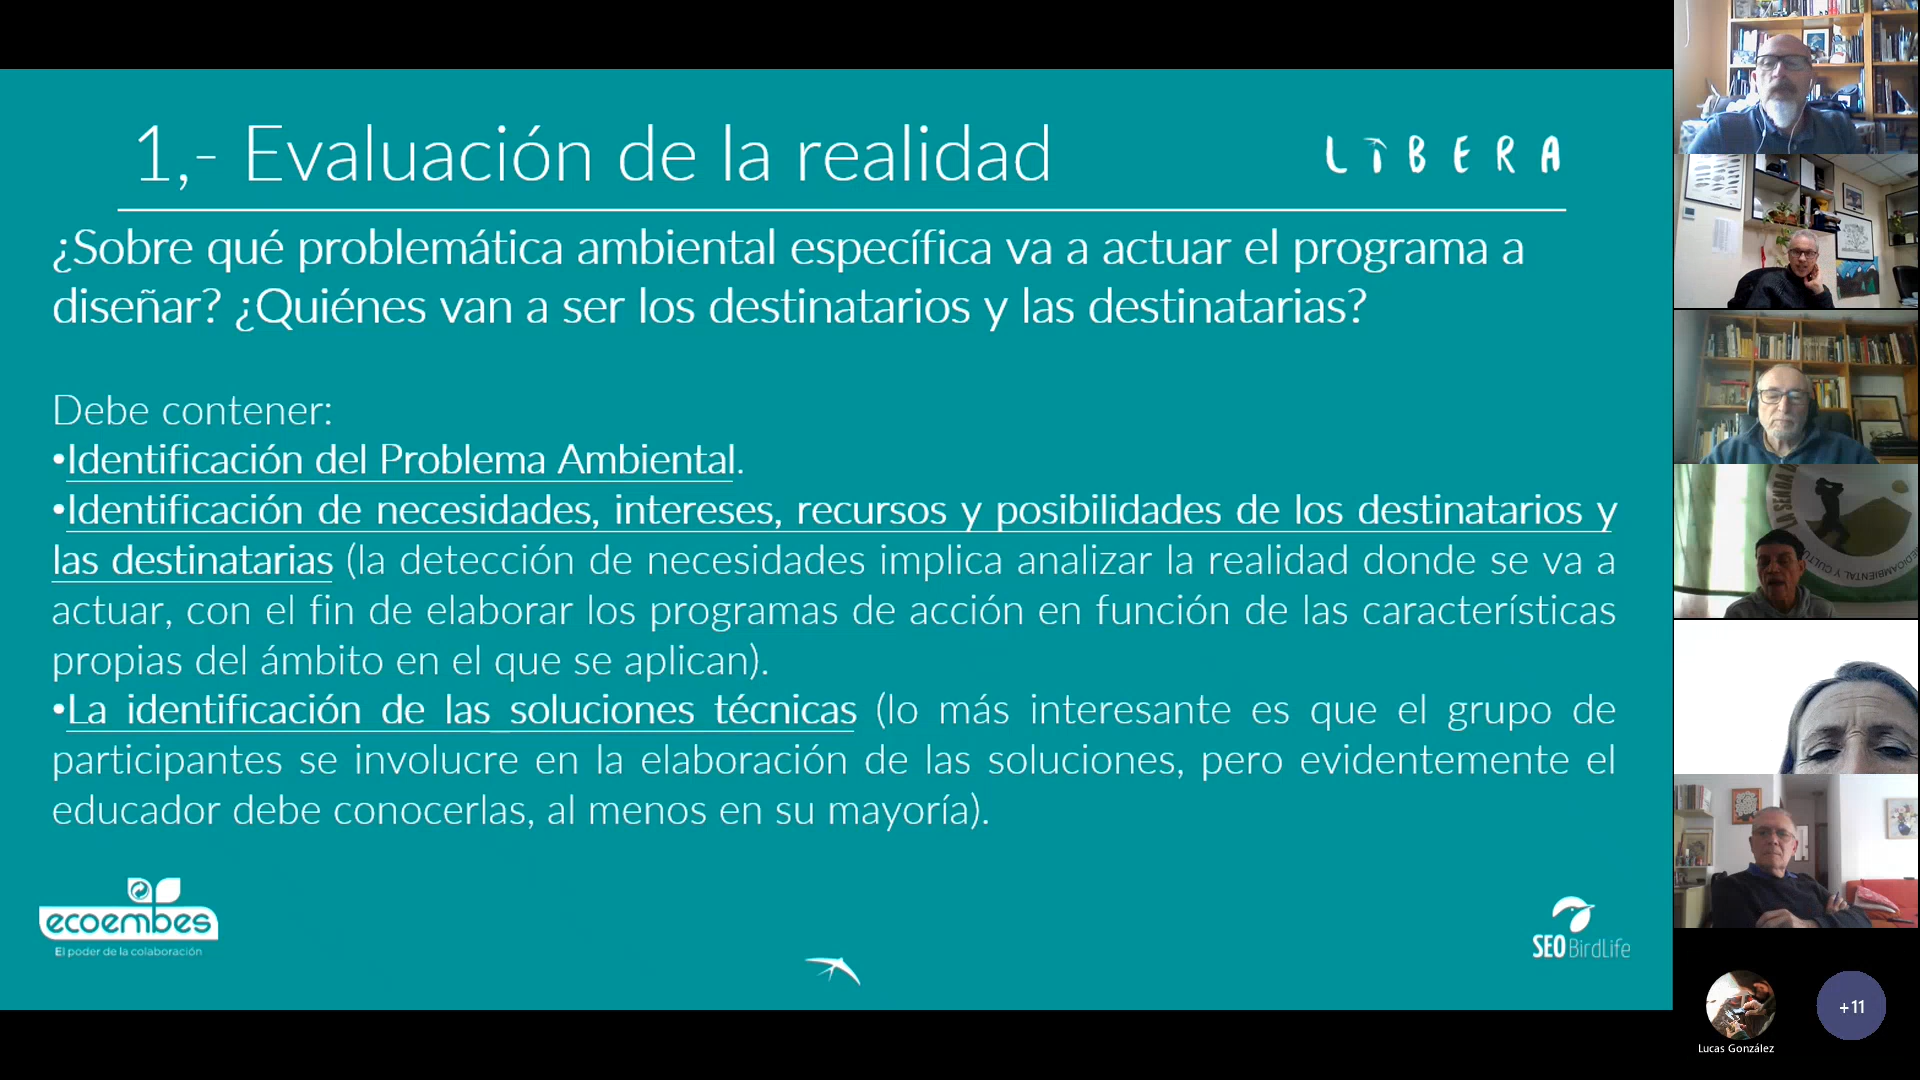 1,- Evaluación de la realidad
LIBERA
¿Sobre qué problemática ambiental específica va a actuar el programa a
diseñar? ¿Quiénes van a ser los destinatarios y las destinatarias?
Debe contener:
•Identificación del Problema Ambiental.
•Identificación de necesidades, intereses, recursos y posibilidades de los destinatarios y
las destinatarias (la detección de necesidades implica analizar la realidad donde se va a
actuar, con el fin de elaborar los programas de acción en función de las características
propias del ámbito en el que se aplican).
•La identificación de las soluciones técnicas (lo más interesante es que el grupo de
participantes se involucre en la elaboración de las soluciones, pero evidentemente el
educador debe conocerlas, al menos en su mayoría).
ecoembes
El poder de la colaboración
SEO BirdLife
LA SENDA
MEDIOAMBIENTAL Y CULTU
+11
Lucas González